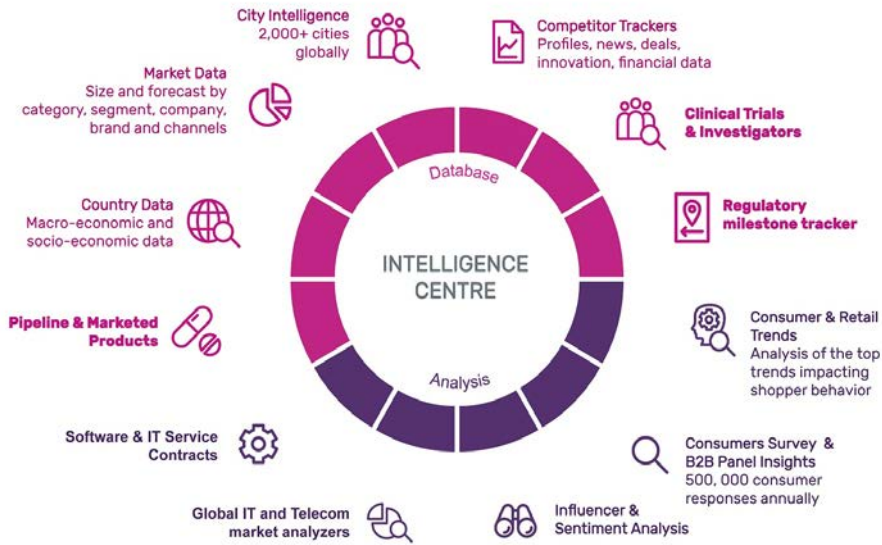 City Intelligence
2,000+ cities
globally
Competitor Trackers
Profiles, news, deals,
innovation, financial data
Market Data
Size and forecast by
category, segment, company,
brand and channels
Clinical Trials
& Investigators
Database
Country Data
Macro-economic and
socio-economic data
Regulatory
milestone tracker
INTELLIGENCE
CENTRE
Pipeline & Marketed
Products
Consumer & Retail
Trends
Analysis of the top
trends impacting
shopper behavior
Analysis
Software & IT Service
Contracts
Consumers Survey &
B2B Panel Insights
500, 000 consumer
responses annually
Global IT and Telecom
market analyzers
Influencer &
Sentiment Analysis